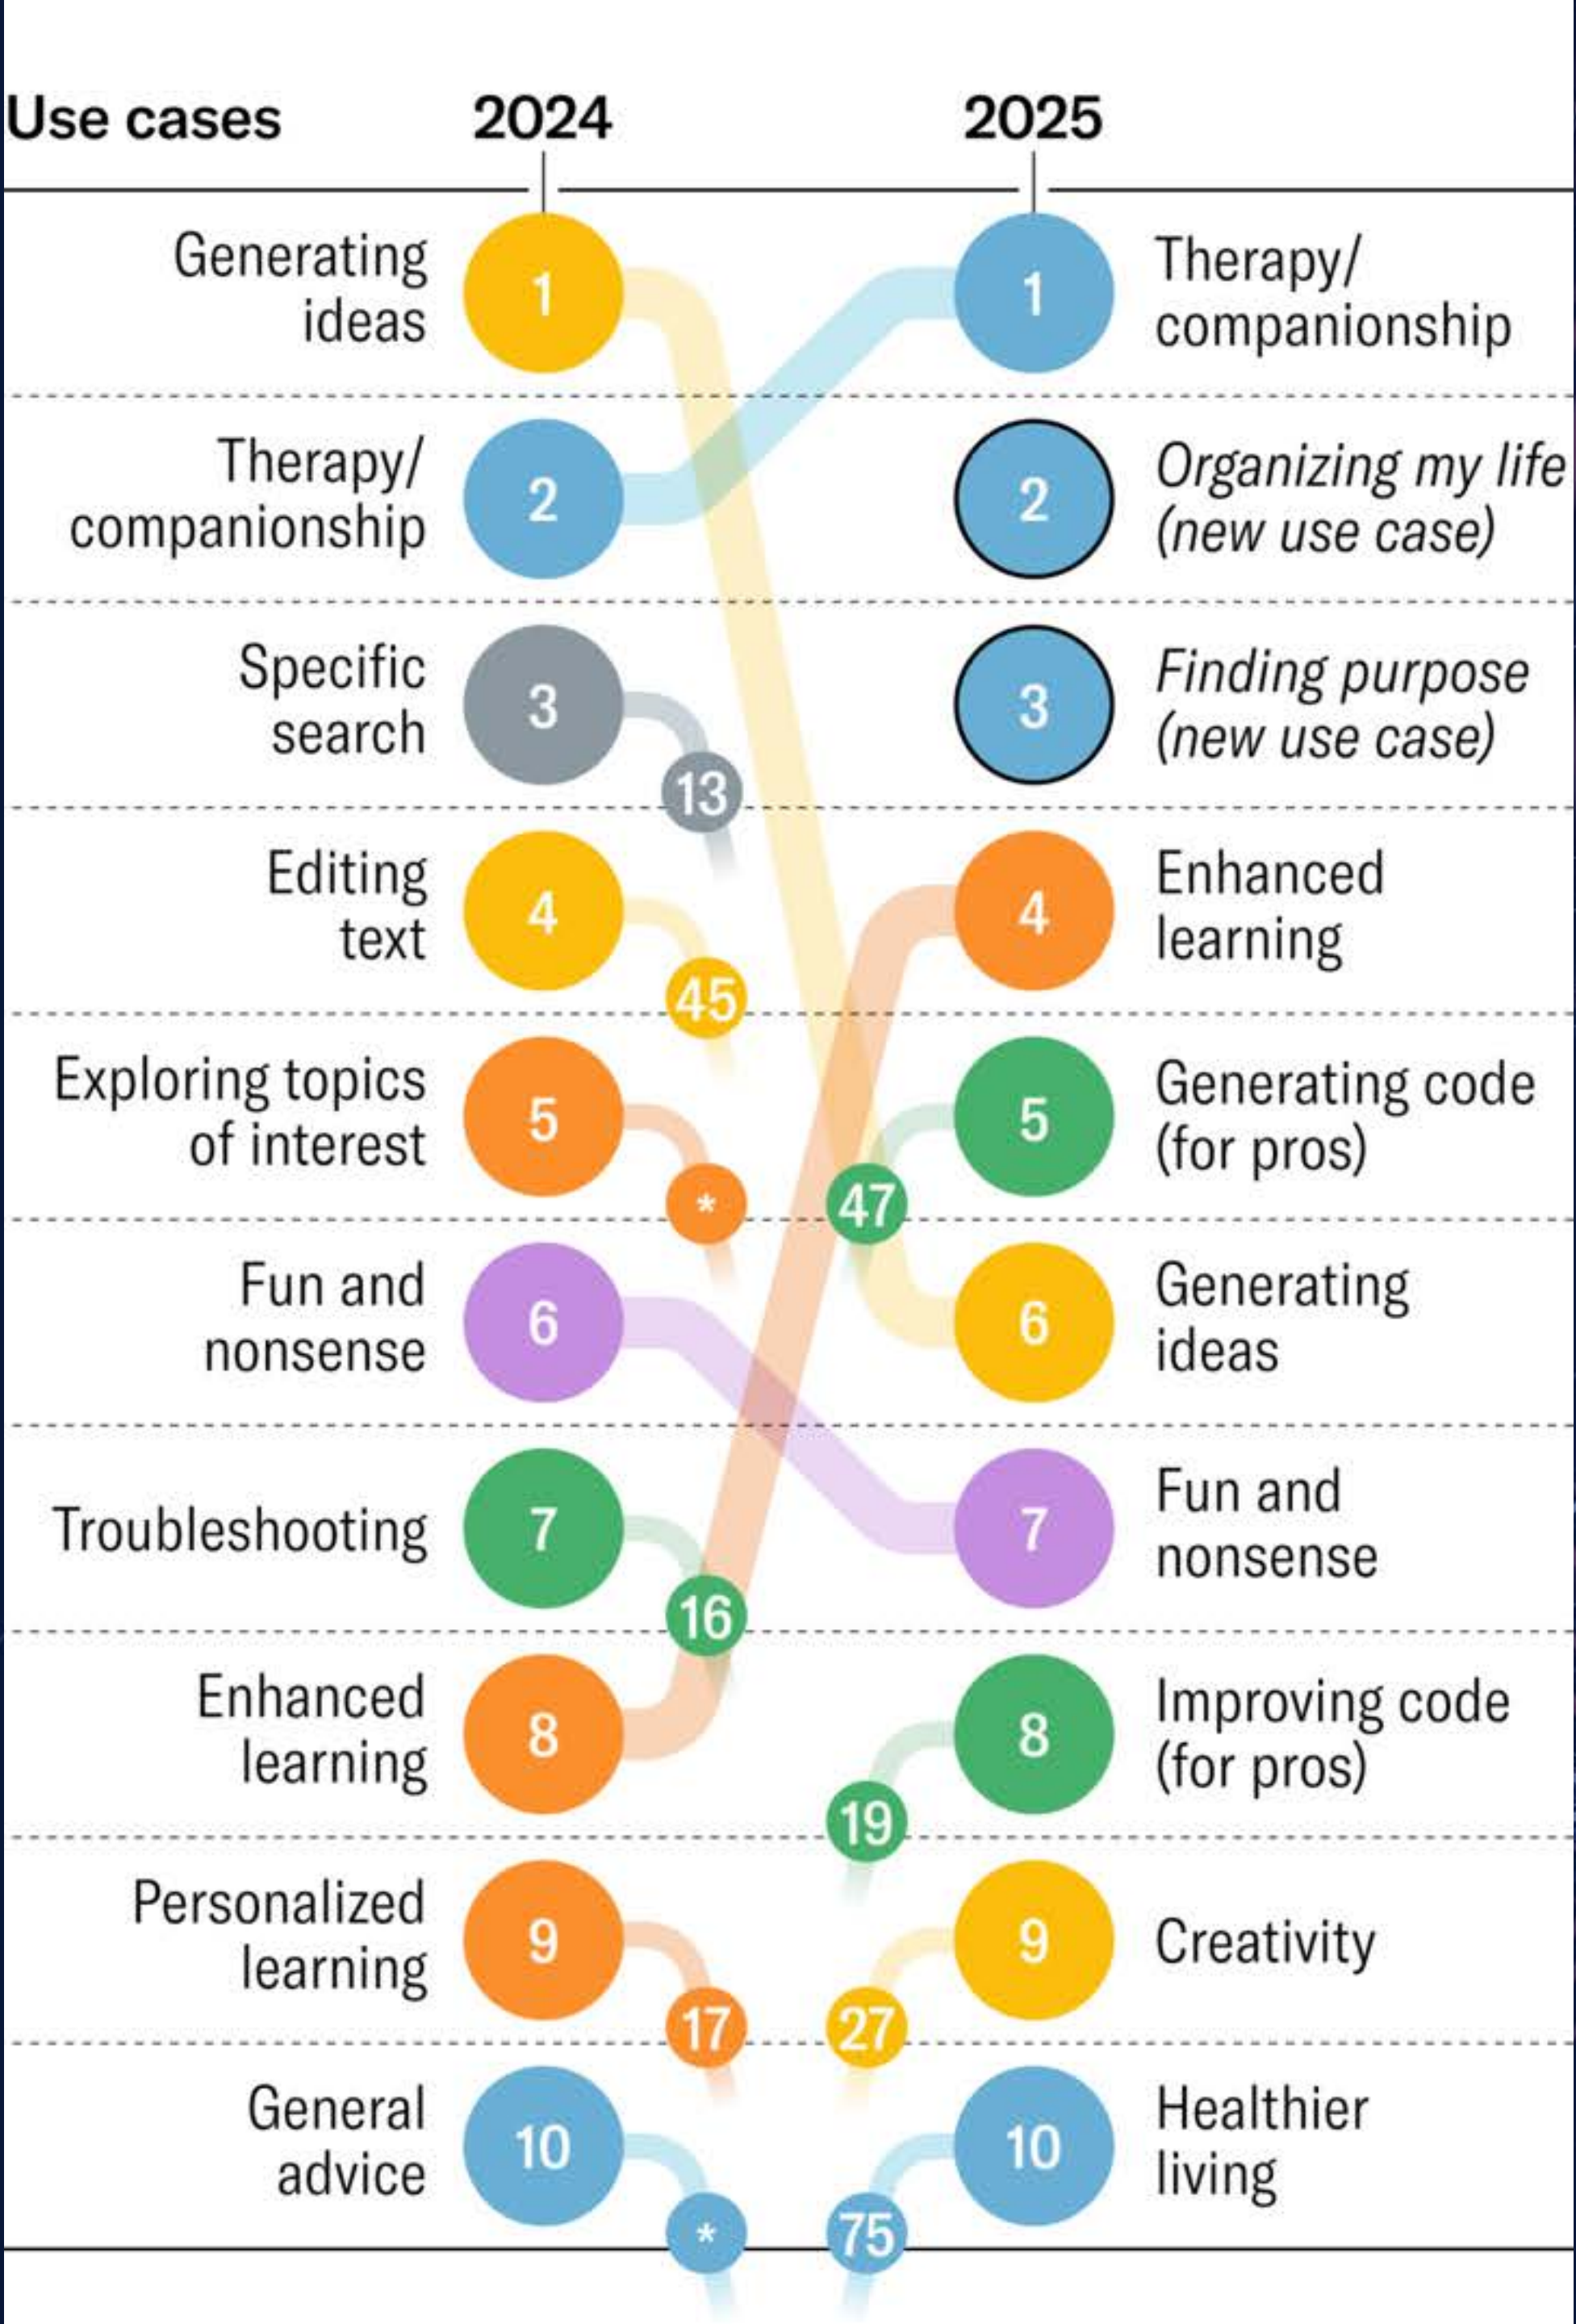 Use cases 2024 2025
Generating
ideas
1
1
Therapy/
companionship
Therapy/
companionship
2
2
Organizing my life
(new use case)
Specific
search
3
13
3
Finding purpose
(new use case)
Editing
text
4
45
4
Enhanced
learning
Exploring topics
of interest
5
*
47
5
Generating code
(for pros)
Fun and
nonsense
6
6
Generating
ideas
Troubleshooting
7
16
7
Fun and
nonsense
Enhanced
learning
8
19
8
Improving code
(for pros)
Personalized
learning
9
17
27
9
Creativity
General
advice
10
*
75
10
Healthier
living